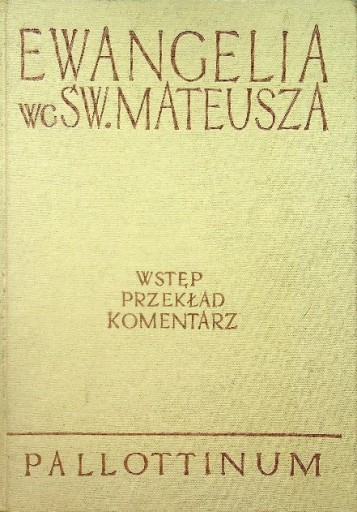 EWANGELIA
WG ŚW. MATEUSZA
WSTĘP
PRZEKŁAD
KOMENTARZ
PALLOTTINUM